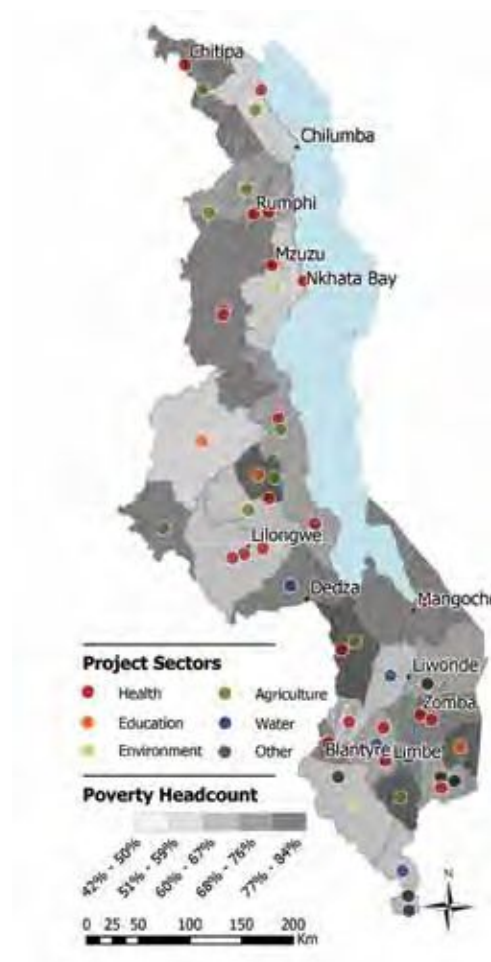 Chitipa
Chilumba
Rumphi
Mzuzu
Nkhata Bay
Lilongwe
Dedza
Mangoch
Liwonde
Zomba
Blantyre Limbe
Project Sectors
Health Agriculture
Education Water
Environment Other
Poverty Headcount
42% - 50%
51% - 59%
60% - 67%
68% - 76%
77% - 84%
N
0 25 50 100 150 200
Km